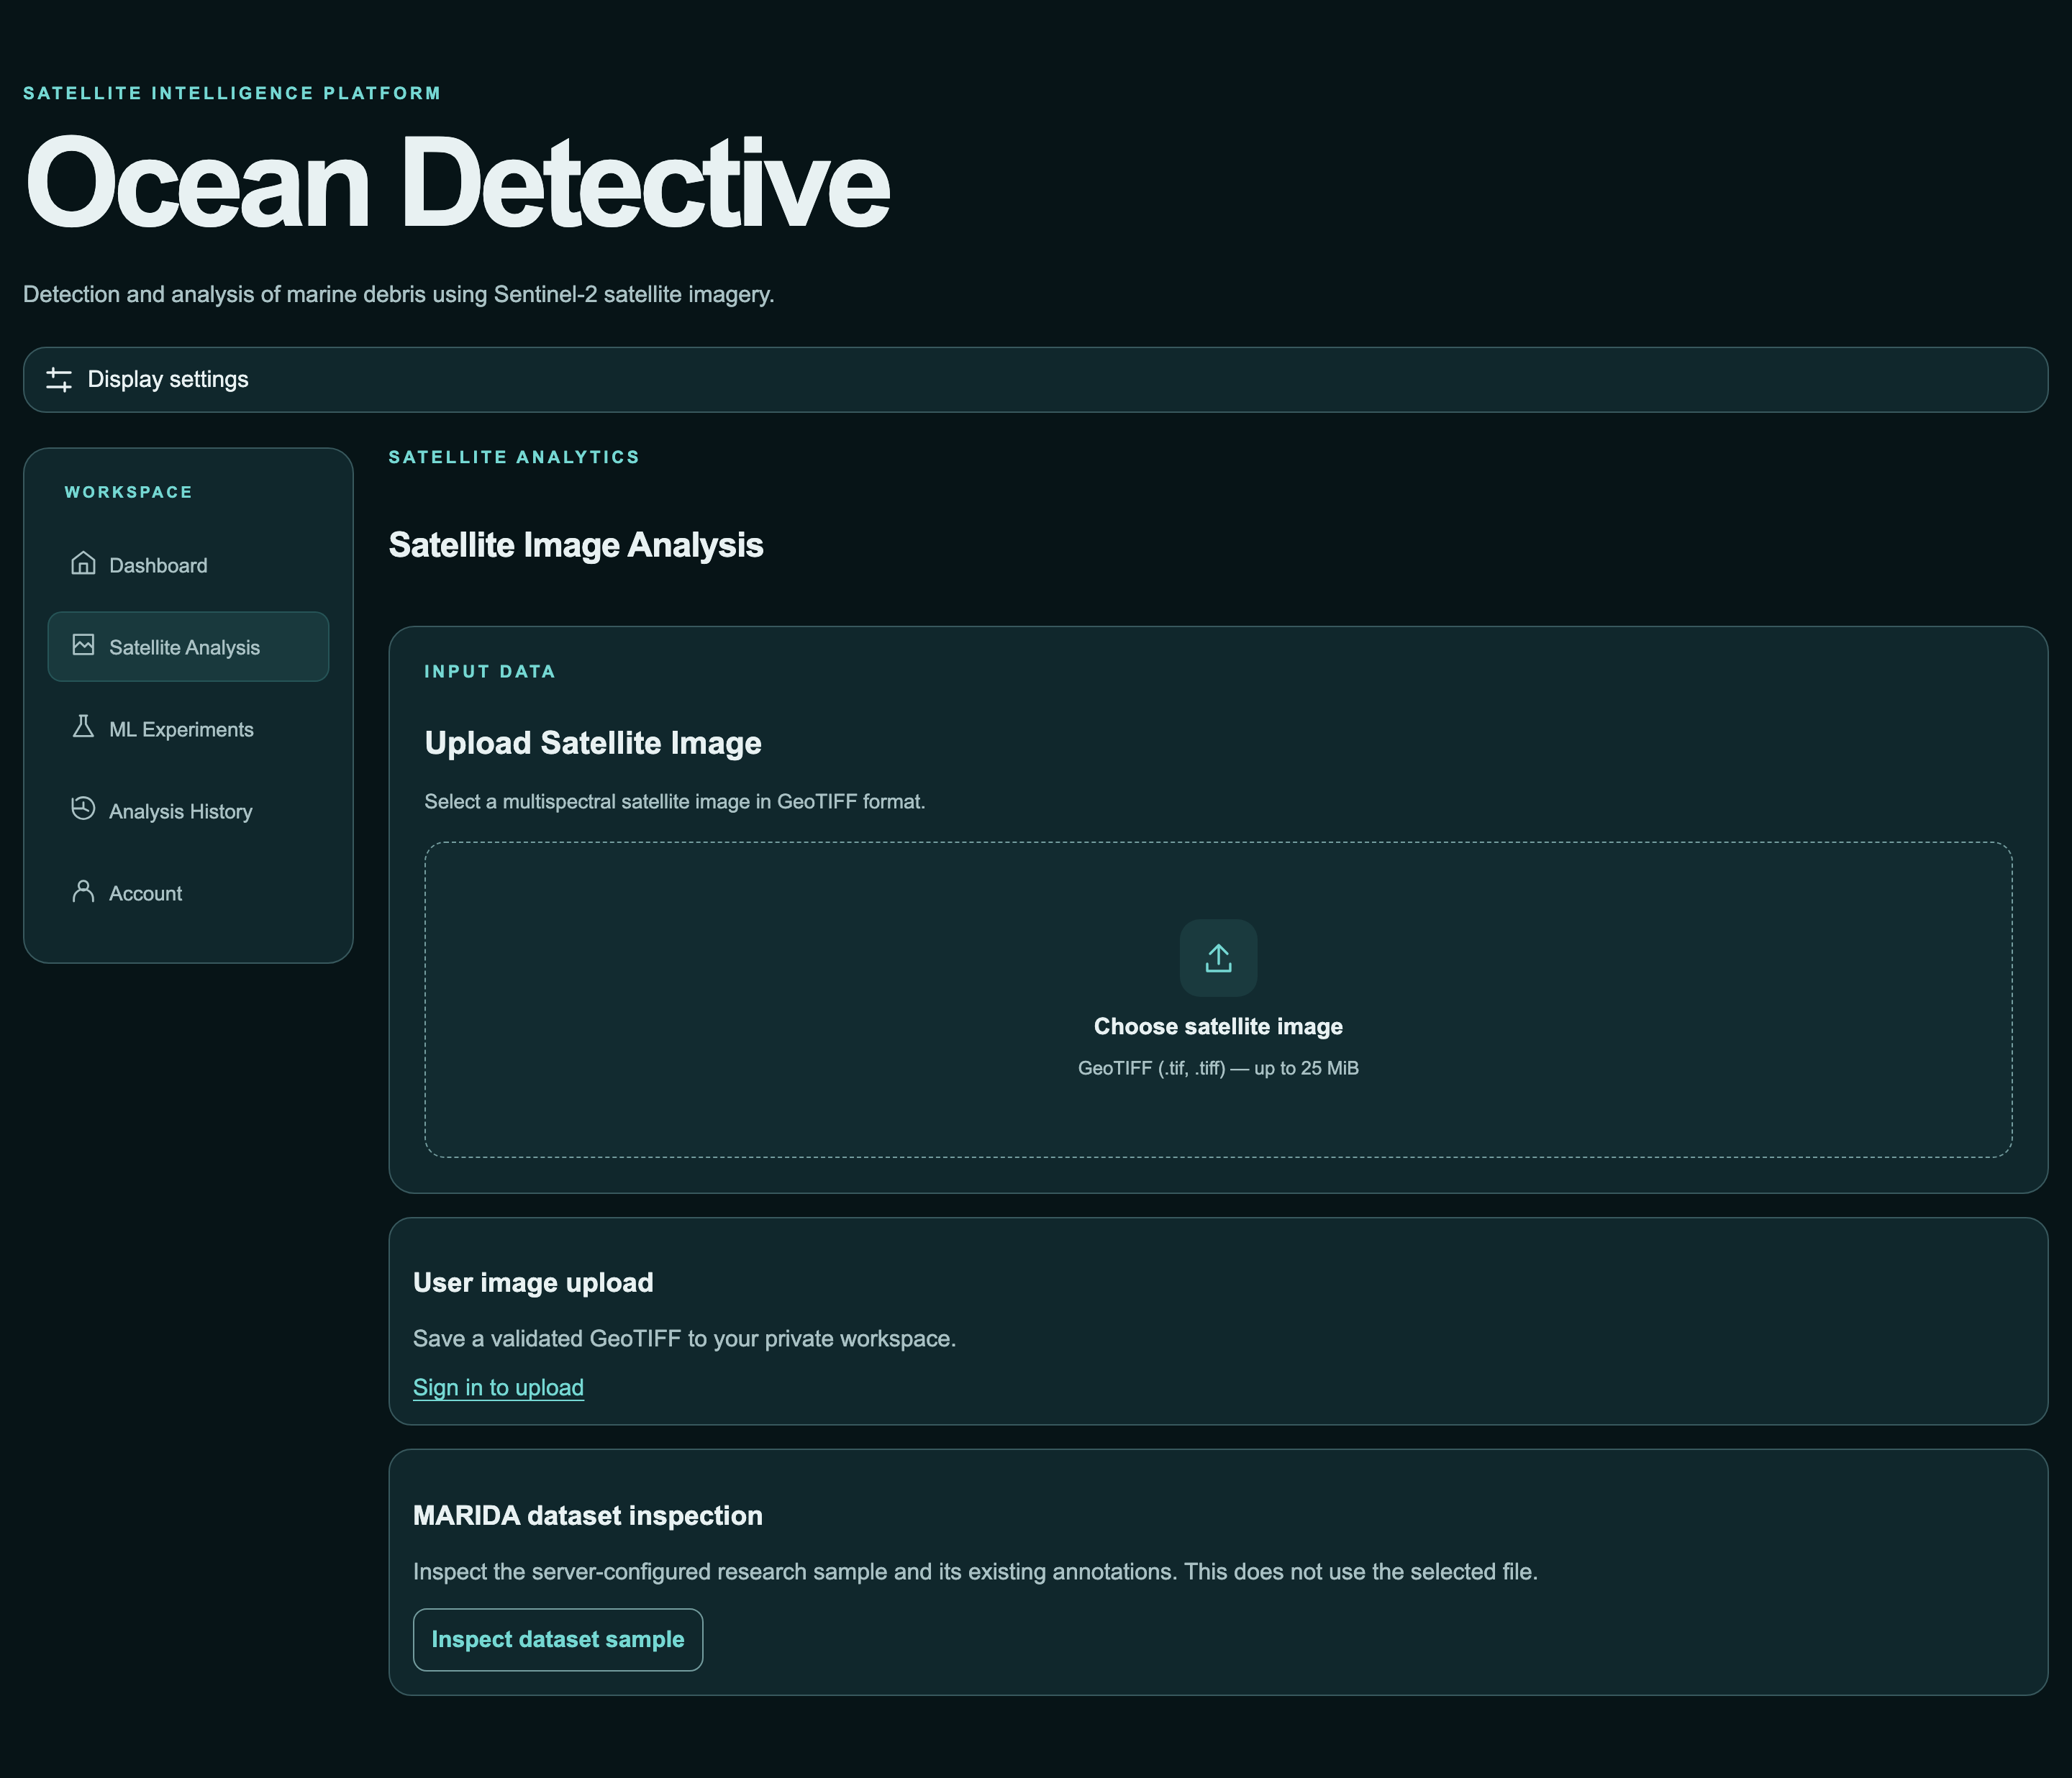 SATELLITE INTELLIGENCE PLATFORM
Ocean Detective
Detection and analysis of marine debris using Sentinel-2 satellite imagery.
Display settings
WORKSPACE
Dashboard
Satellite Analysis
ML Experiments
Analysis History
Account
SATELLITE ANALYTICS
Satellite Image Analysis
INPUT DATA
Upload Satellite Image
Select a multispectral satellite image in GeoTIFF format.
Choose satellite image
GeoTIFF (.tif, .tiff) — up to 25 MiB
User image upload
Save a validated GeoTIFF to your private workspace.
Sign in to upload
MARIDA dataset inspection
Inspect the server-configured research sample and its existing annotations. This does not use the selected file.
Inspect dataset sample